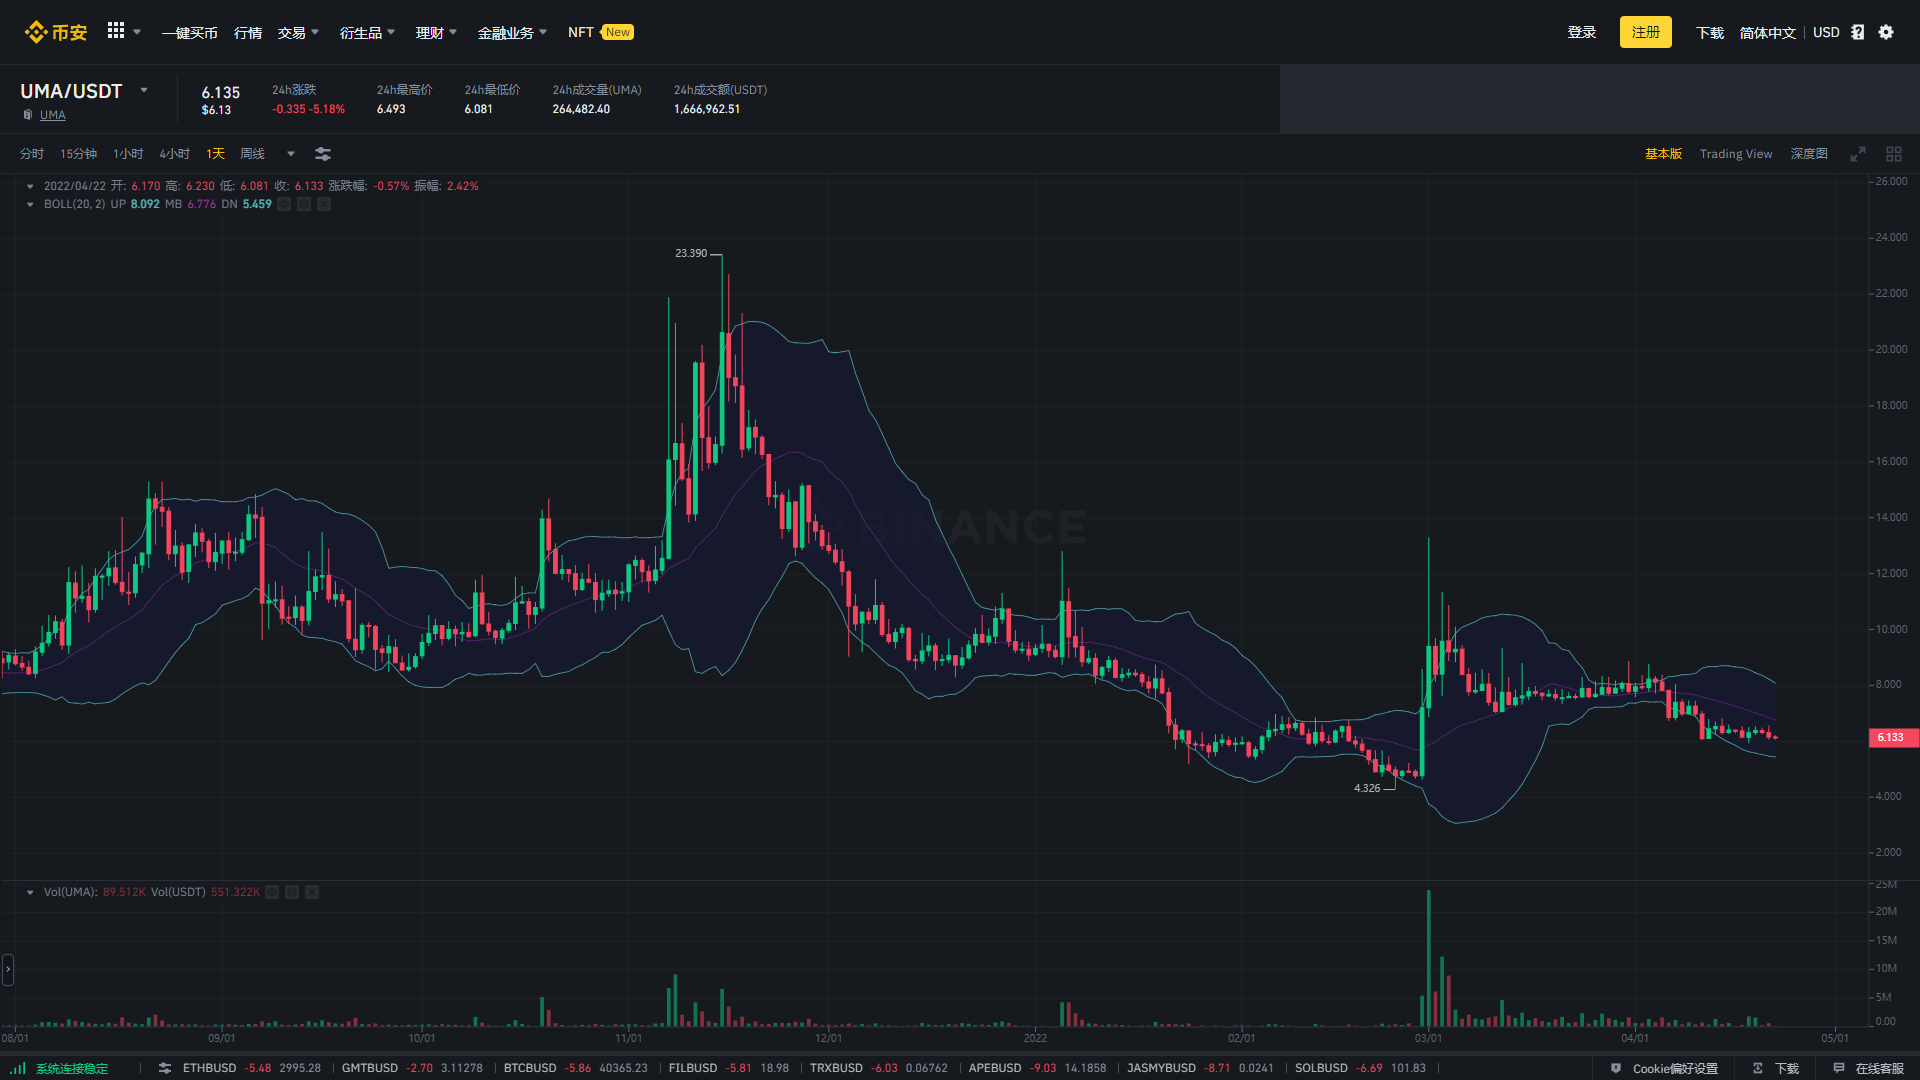 币安 一键买币 行情 交易 衍生品 理财 金融业务 NFT New 登录 注册 下载 简体中文 USD
UMA/USDT 6.135 24h涨跌 24h最高价 24h最低价 24h成交量(UMA) 24h成交额(USDT)
UMA $6.13 -0.335 -5.18% 6.493 6.081 264,482.40 1,666,962.51
分时 15分钟 1小时 4小时 1天 周线 基本版 Trading View 深度图
2022/04/22 开: 6.170 高: 6.230 低: 6.081 收: 6.133 涨跌幅: -0.57% 振幅: 2.42%
BOLL(20, 2) UP 8.092 MB 6.776 DN 5.459
26.000
24.000
23.390
22.000
20.000
18.000
16.000
14.000
BINANCE
12.000
10.000
8.000
6.133
4.326
4.000
2.000
Vol(UMA): 89.512K Vol(USDT) 551.322K
25M
20M
15M
10M
5M
0.00
08/01 09/01 10/01 11/01 12/01 2022 02/01 03/01 04/01 05/01
系统连接稳定 ETHBUSD -5.48 2995.28 GMTBUSD -2.70 3.11278 BTCBUSD -5.86 40365.23 FILBUSD -5.81 18.98 TRXBUSD -6.03 0.06762 APEBUSD -9.03 14.1858 JASMYBUSD -8.71 0.0241 SOLBUSD -6.69 101.83 Cookie偏好设置 下载 在线客服